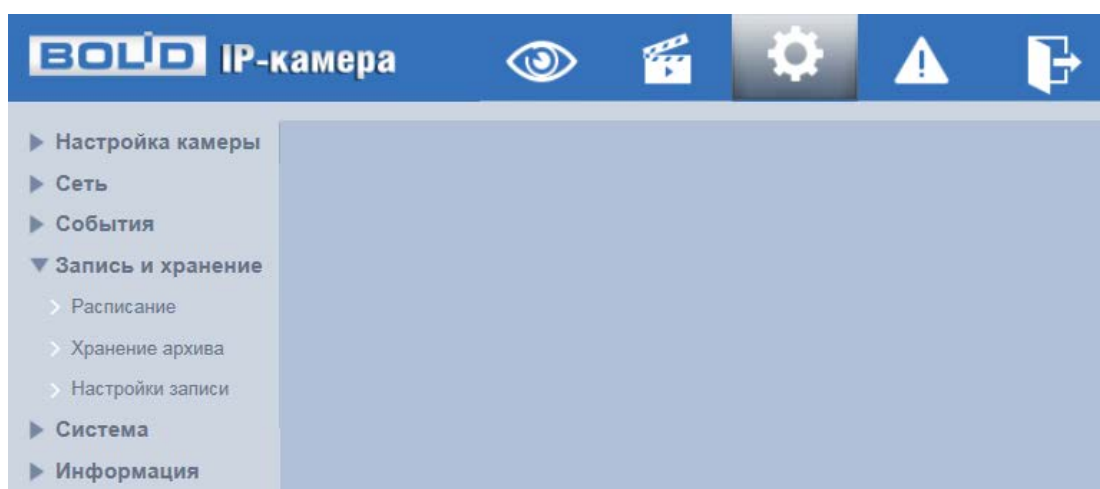 BOLID IP-камера
Настройка камеры
Сеть
События
Запись и хранение
Расписание
Хранение архива
Настройки записи
Система
Информация